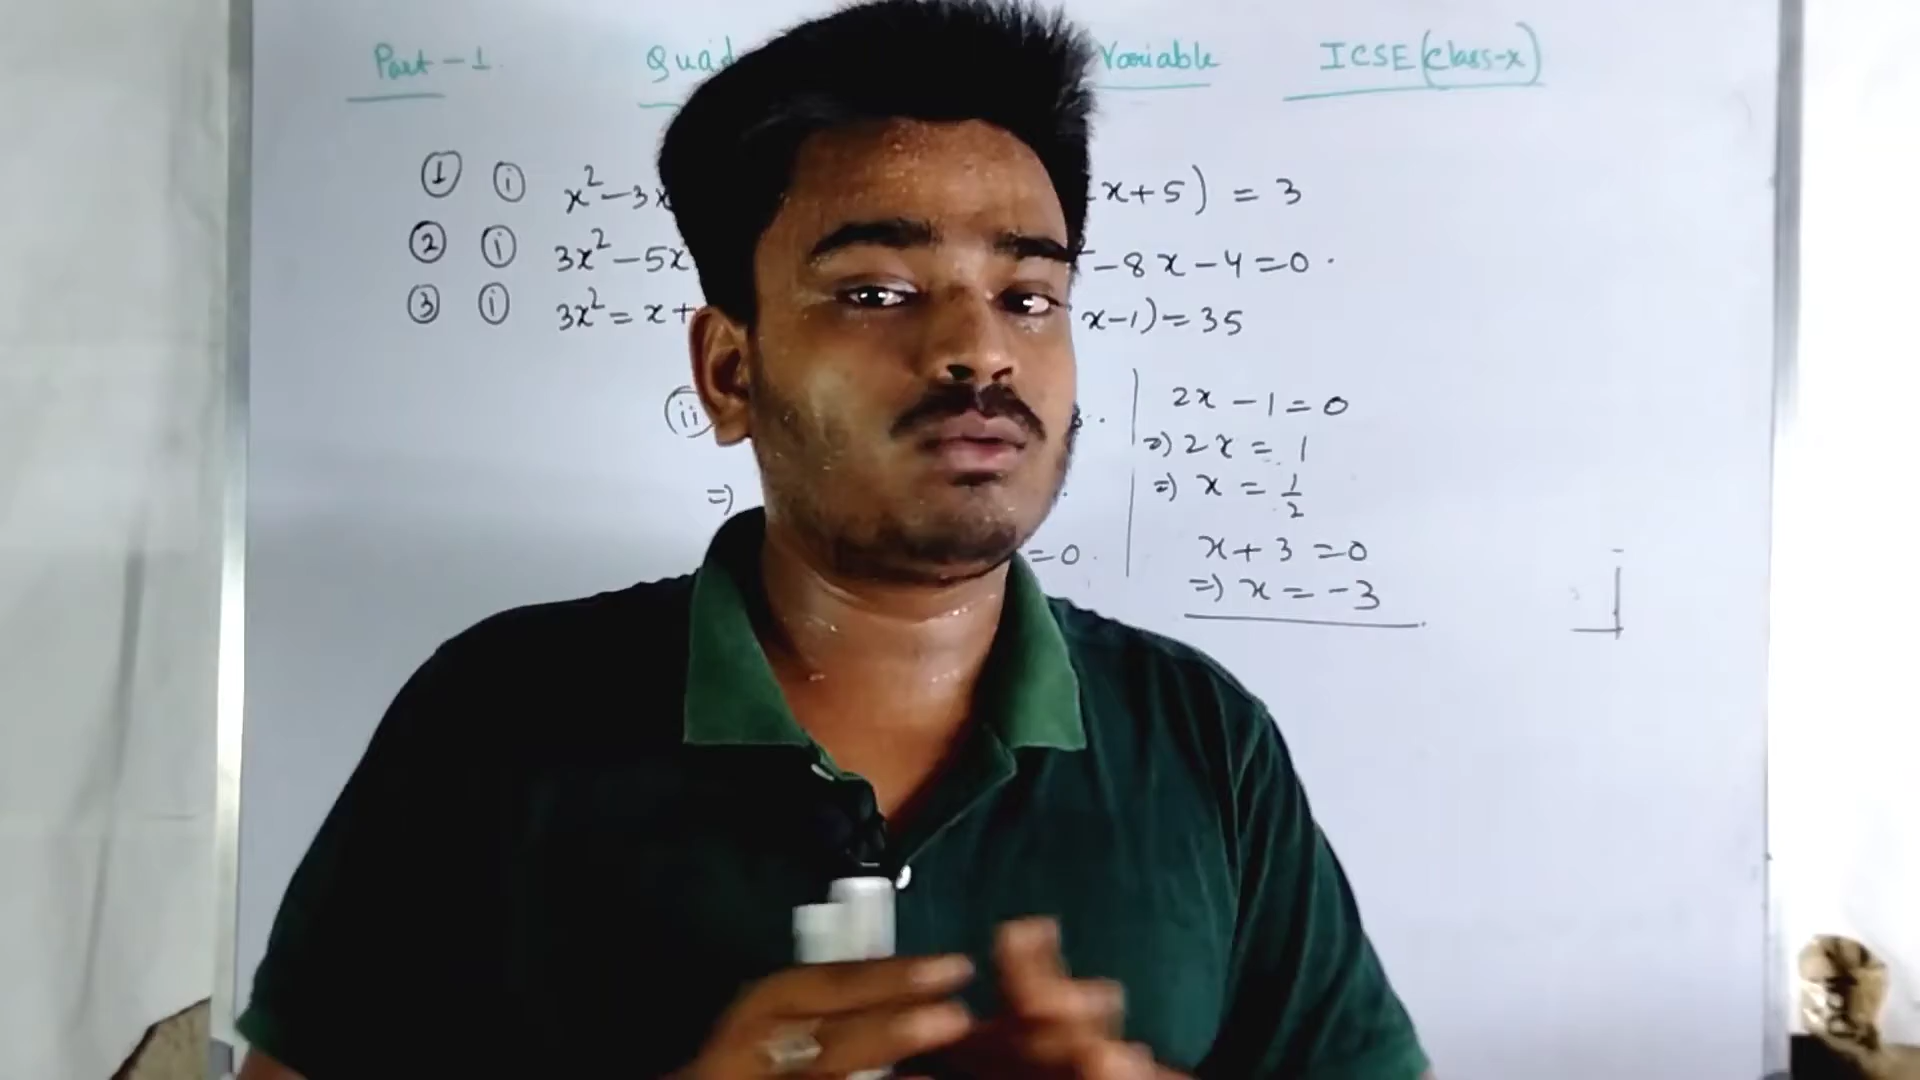 Part-1 Quad Variable ICSE (Class-X)
① ⓘ x²-3x x+5) = 3
② ⓘ 3x²-5x -8x-4=0.
③ ⓘ 3x²=x+ x-1)=35
ⓘⓘ 2x-1=0
=) 2x = 1
=) =) x = 1/2
=0. x+3=0
=) x=-3